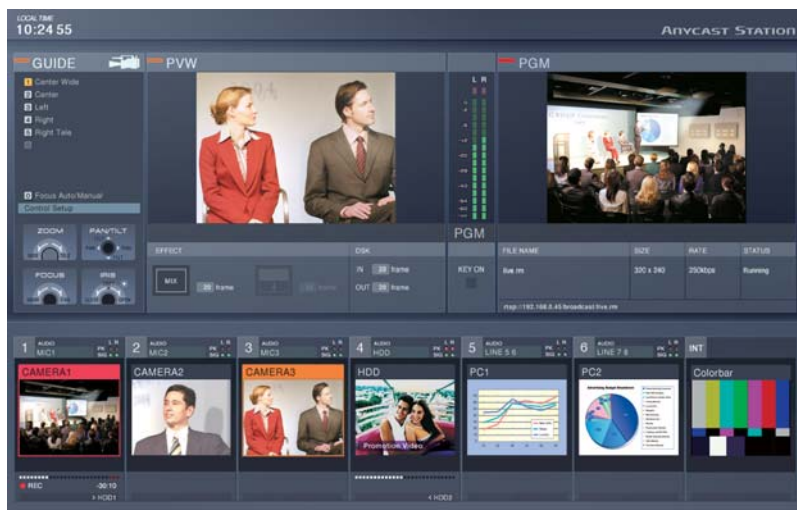 LOCAL TIME
10:24 55
ANYCAST STATION
GUIDE
1 Center Wide
2 Center
3 Left
4 Right
5 Right Tele
0 Focus Auto/Manual
Control Setup
ZOOM
PAN/TILT
FOCUS
IRIS
PVW
EFFECT
DSK
MIX
frame
IN 20 frame
OUT 20 frame
L R
PGM
KEY ON
PGM
FILE NAME
SIZE
RATE
STATUS
live.rm
320 x 240
250kbps
Running
rtsp://192.168.0.45/broadcast/live.rm
1 AUDIO MIC1 L R
2 AUDIO MIC2 L R
3 AUDIO MIC3 L R
4 AUDIO HDD L R
5 AUDIO LINE 5 6 L R
6 AUDIO LINE 7 8 L R
INT
CAMERA1
CAMERA2
CAMERA3
HDD
PC1
PC2
Colorbar
Promotion Video
REC
-30:10
> HDD1
< HDD2